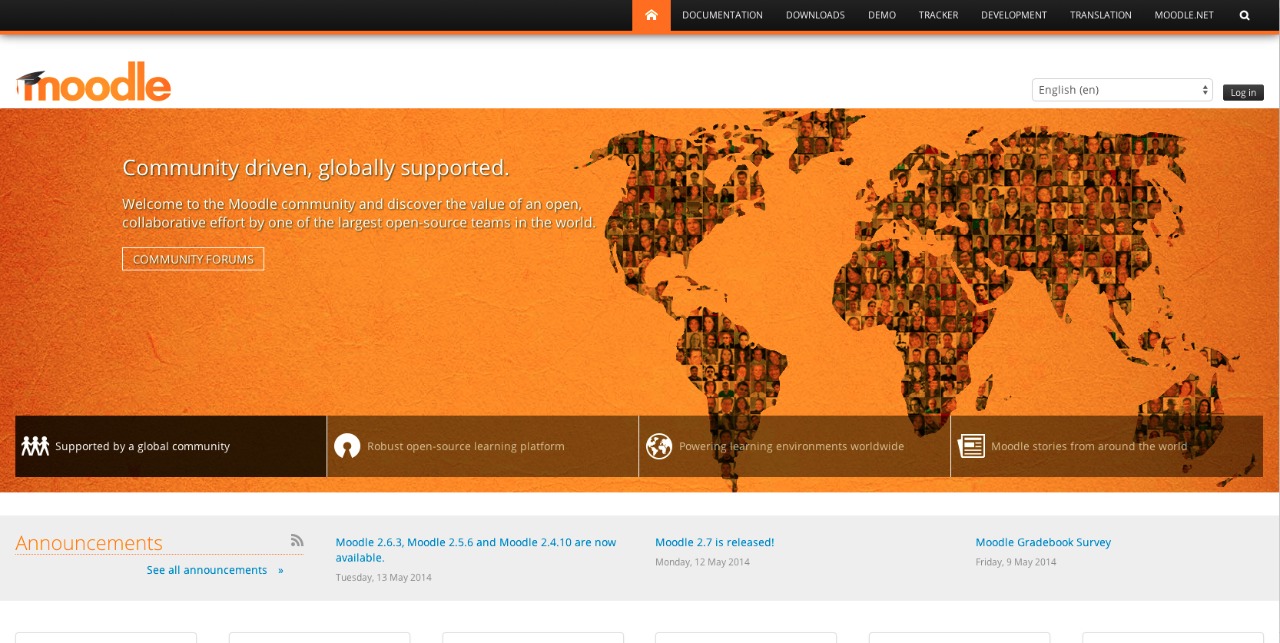 DOCUMENTATION DOWNLOADS DEMO TRACKER DEVELOPMENT TRANSLATION MOODLE.NET
moodle
English (en)
Log in
Community driven, globally supported.
Welcome to the Moodle community and discover the value of an open,
collaborative effort by one of the largest open-source teams in the world.
COMMUNITY FORUMS
Supported by a global community
Robust open-source learning platform
Powering learning environments worldwide
Moodle stories from around the world
Announcements
See all announcements »
Moodle 2.6.3, Moodle 2.5.6 and Moodle 2.4.10 are now
available.
Tuesday, 13 May 2014
Moodle 2.7 is released!
Monday, 12 May 2014
Moodle Gradebook Survey
Friday, 9 May 2014